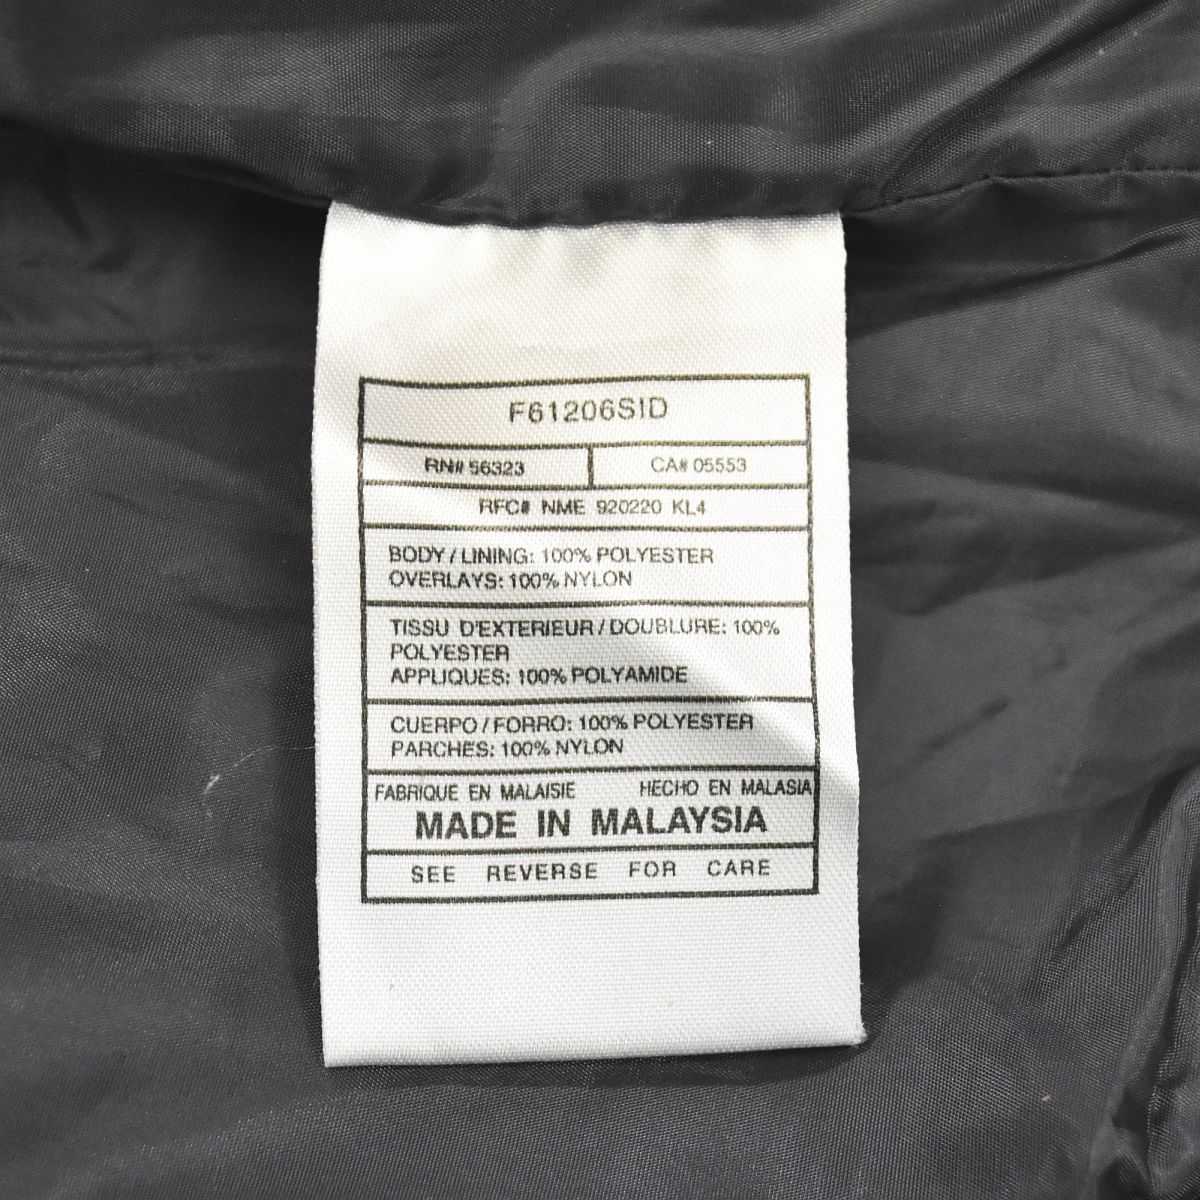 F61206SID
RN# 56323 CA# 05553
RFC# NME 920220 KL4
BODY / LINING: 100% POLYESTER
OVERLAYS: 100% NYLON
TISSU D'EXTERIEUR / DOUBLURE: 100%
POLYESTER
APPLIQUES: 100% POLYAMIDE
CUERPO / FORRO: 100% POLYESTER
PARCHES: 100% NYLON
FABRIQUE EN MALAISIE HECHO EN MALASIA
MADE IN MALAYSIA
SEE REVERSE FOR CARE